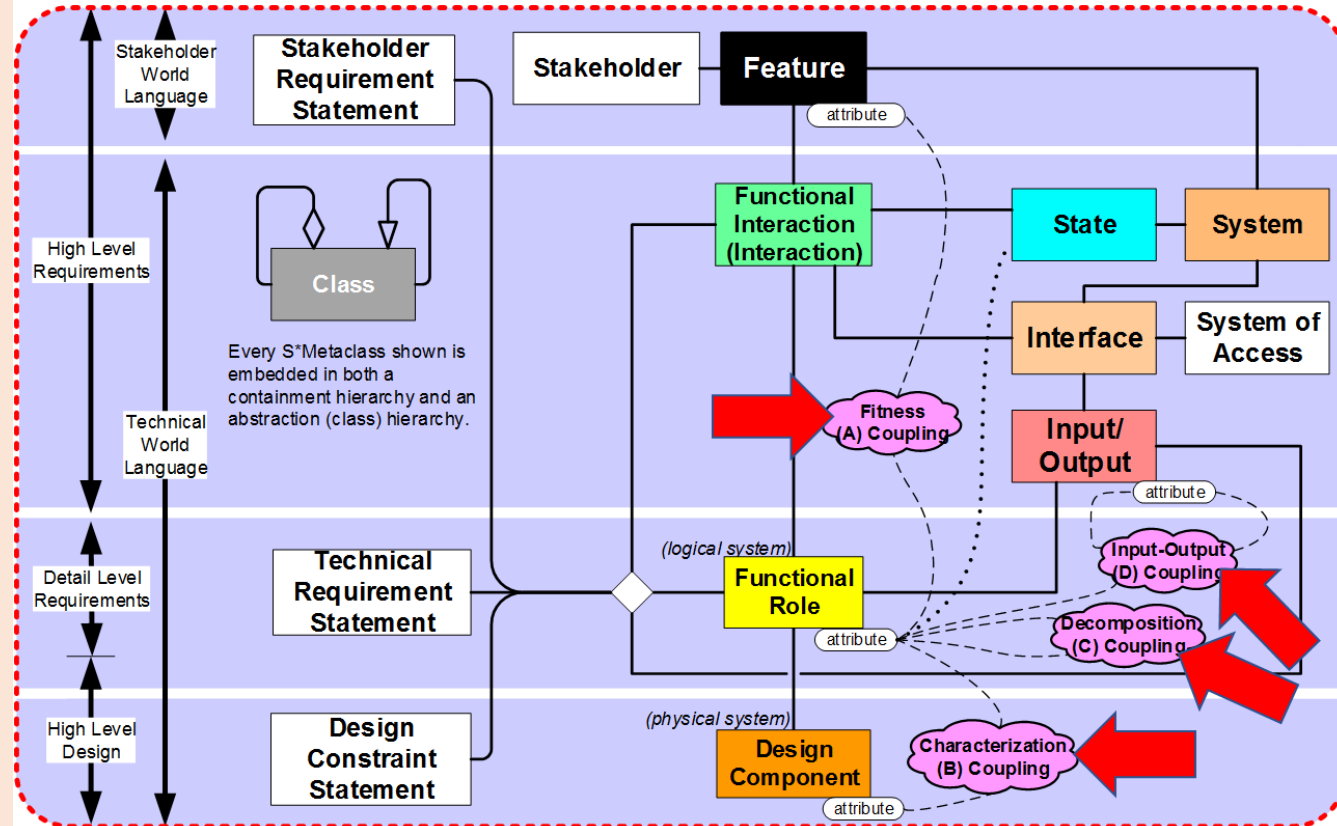 Stakeholder
World
Language
Stakeholder
Requirement
Statement
Stakeholder
Feature
attribute
High Level
Requirements
Technical
World
Language
Class
Every S*Metaclass shown is
embedded in both a
containment hierarchy and an
abstraction (class) hierarchy.
Functional
Interaction
(Interaction)
State
System
Interface
System of
Access
Fitness
(A) Coupling
Input/
Output
attribute
Detail Level
Requirements
Technical
Requirement
Statement
(logical system)
Functional
Role
attribute
Input-Output
(D) Coupling
Decomposition
(C) Coupling
High Level
Design
Design
Constraint
Statement
(physical system)
Design
Component
attribute
Characterization
(B) Coupling